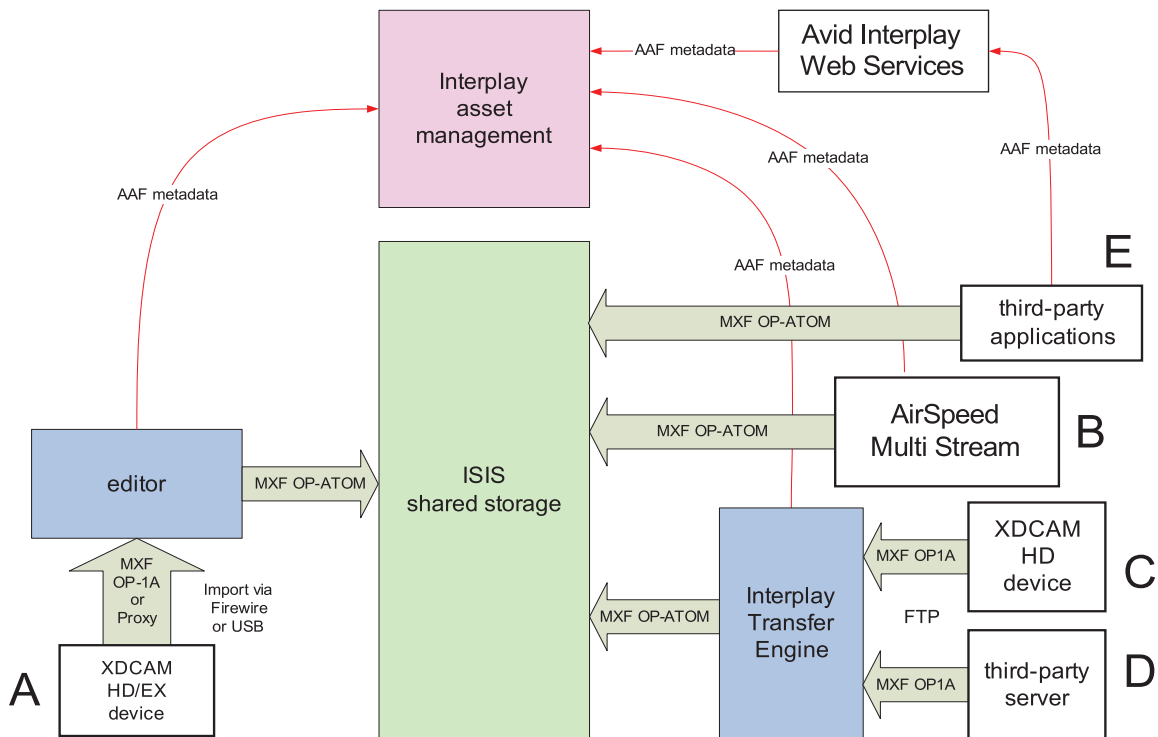 Interplay
asset
management
Avid Interplay
Web Services
AAF metadata
AAF metadata
AAF metadata
AAF metadata
AAF metadata
E
third-party
applications
MXF OP-ATOM
AirSpeed
Multi Stream
B
MXF OP-ATOM
ISIS
shared storage
editor
MXF OP-ATOM
MXF
OP-1A
or
Proxy
Import via
Firewire
or USB
A
XDCAM
HD/EX
device
MXF OP-ATOM
Interplay
Transfer
Engine
MXF OP1A
XDCAM
HD
device
C
FTP
MXF OP1A
third-party
server
D